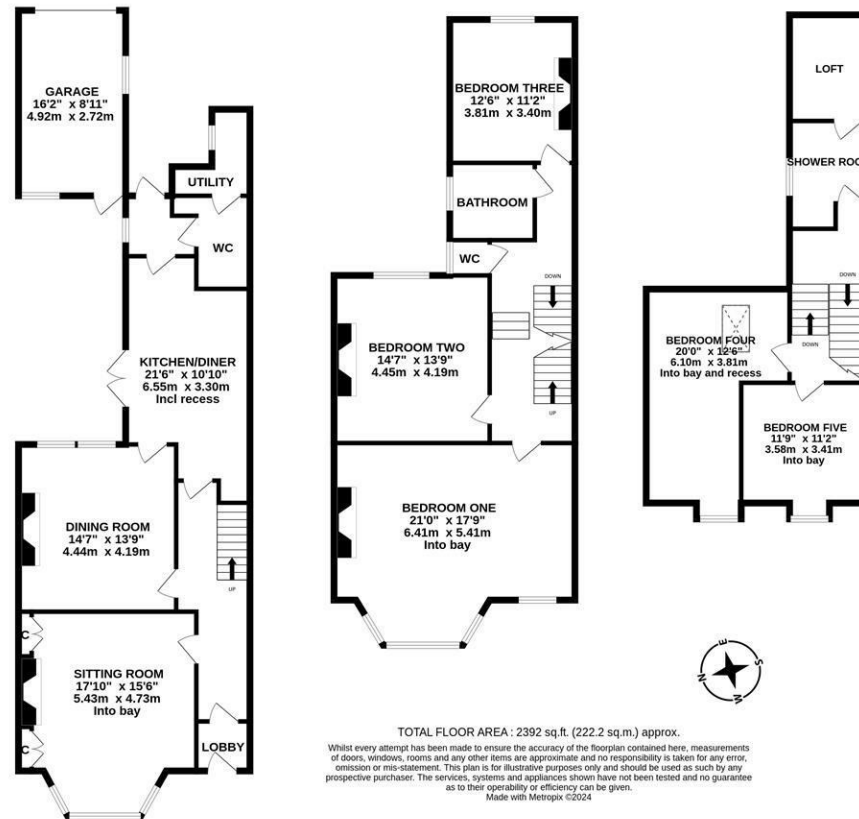 GARAGE
16'2" x 8'11"
4.92m x 2.72m
UTILITY
WC
KITCHEN/DINER
21'6" x 10'10"
6.55m x 3.30m
Incl recess
DINING ROOM
14'7" x 13'9"
4.44m x 4.19m
UP
C
SITTING ROOM
17'10" x 15'6"
5.43m x 4.73m
Into bay
C
LOBBY
BEDROOM THREE
12'6" x 11'2"
3.81m x 3.40m
BATHROOM
WC
DOWN
BEDROOM TWO
14'7" x 13'9"
4.45m x 4.19m
UP
BEDROOM ONE
21'0" x 17'9"
6.41m x 5.41m
Into bay
LOFT
SHOWER ROO
DOWN
DOWN
BEDROOM FOUR
20'0" x 12'6"
6.10m x 3.81m
Into bay and recess
BEDROOM FIVE
11'9" x 11'2"
3.58m x 3.41m
Into bay
E
S
N
W
TOTAL FLOOR AREA : 2392 sq.ft. (222.2 sq.m.) approx.
Whilst every attempt has been made to ensure the accuracy of the floorplan contained here, measurements
of doors, windows, rooms and any other items are approximate and no responsibility is taken for any error,
omission or mis-statement. This plan is for illustrative purposes only and should be used as such by any
prospective purchaser. The services, systems and appliances shown have not been tested and no guarantee
as to their operability or efficiency can be given.
Made with Metropix ©2024